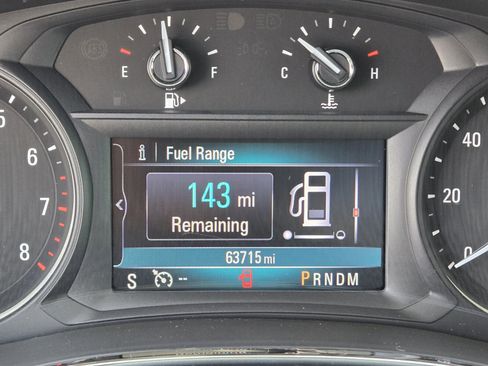 E F C H
5
6
7
8
i Fuel Range
143 mi
Remaining
63715 mi
S -- PRNDM
40
20
0